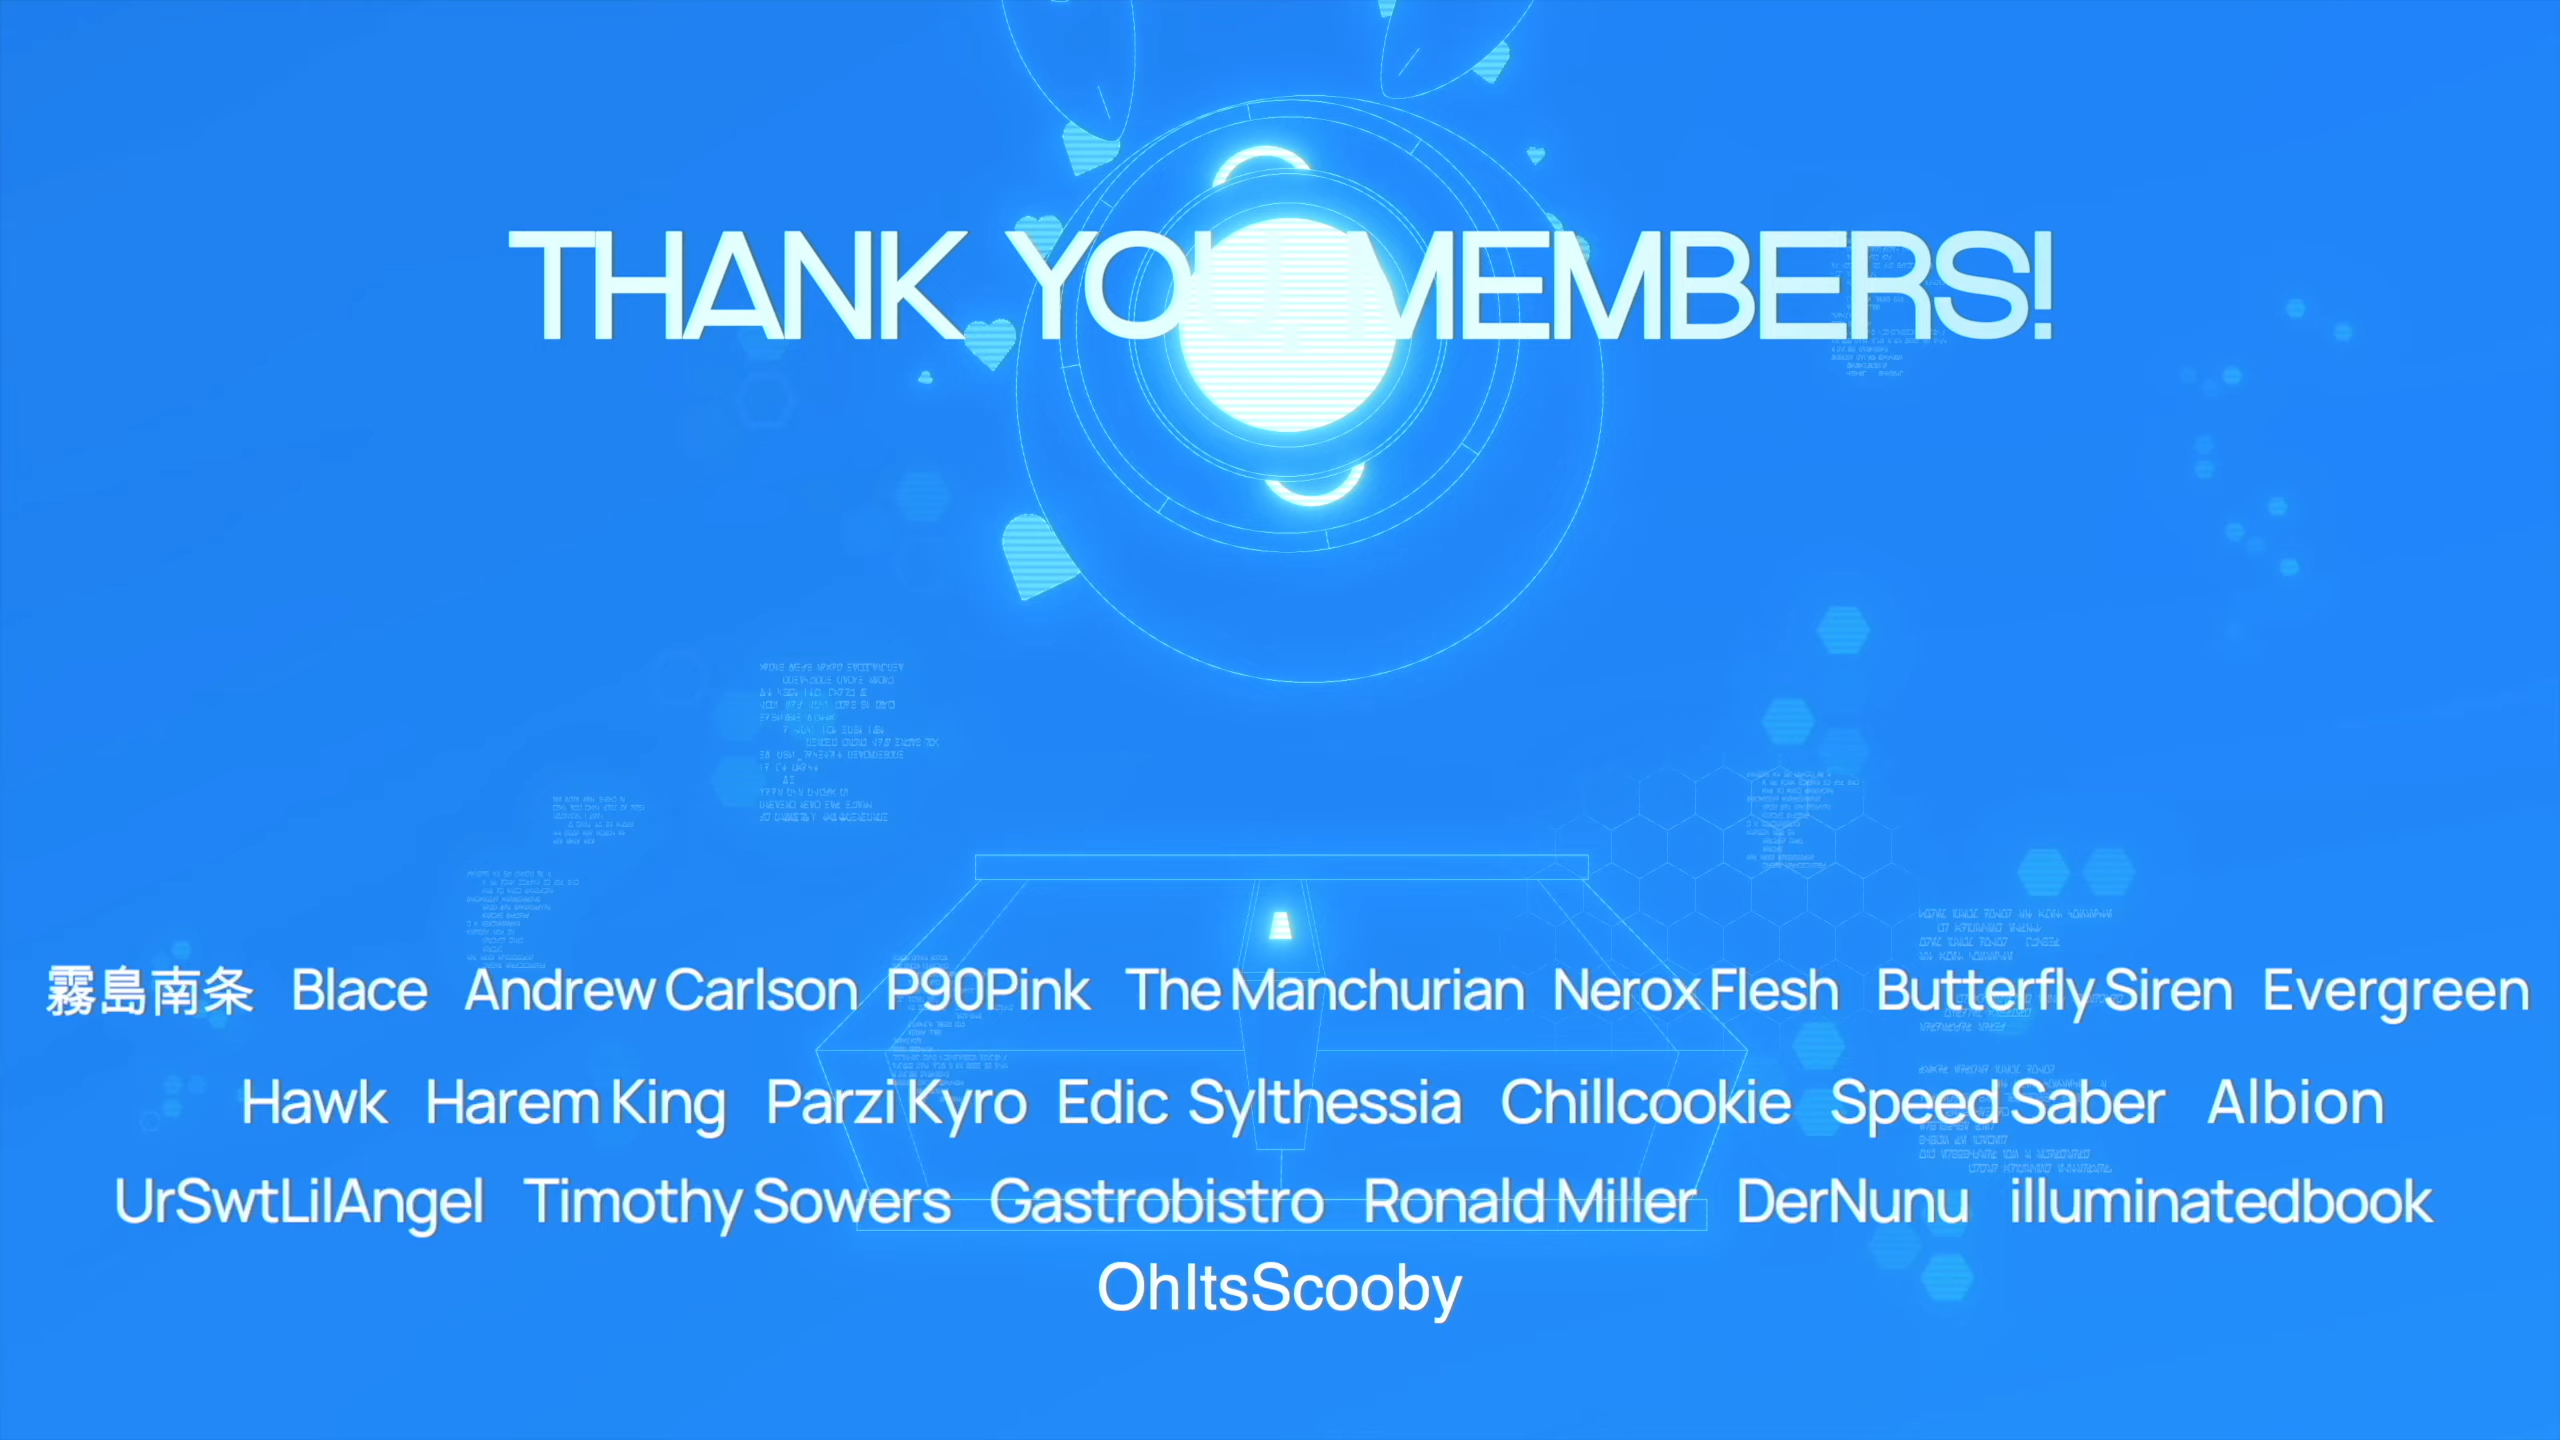 THANK YOU MEMBERS!
霧島南条 Blace Andrew Carlson P90Pink The Manchurian Nerox Flesh Butterfly Siren Evergreen
Hawk Harem King Parzi Kyro Edic Sylthessia Chillcookie Speed Saber Albion
UrSwtLilAngel Timothy Sowers Gastrobistro Ronald Miller DerNunu illuminatedbook
OhItsScooby